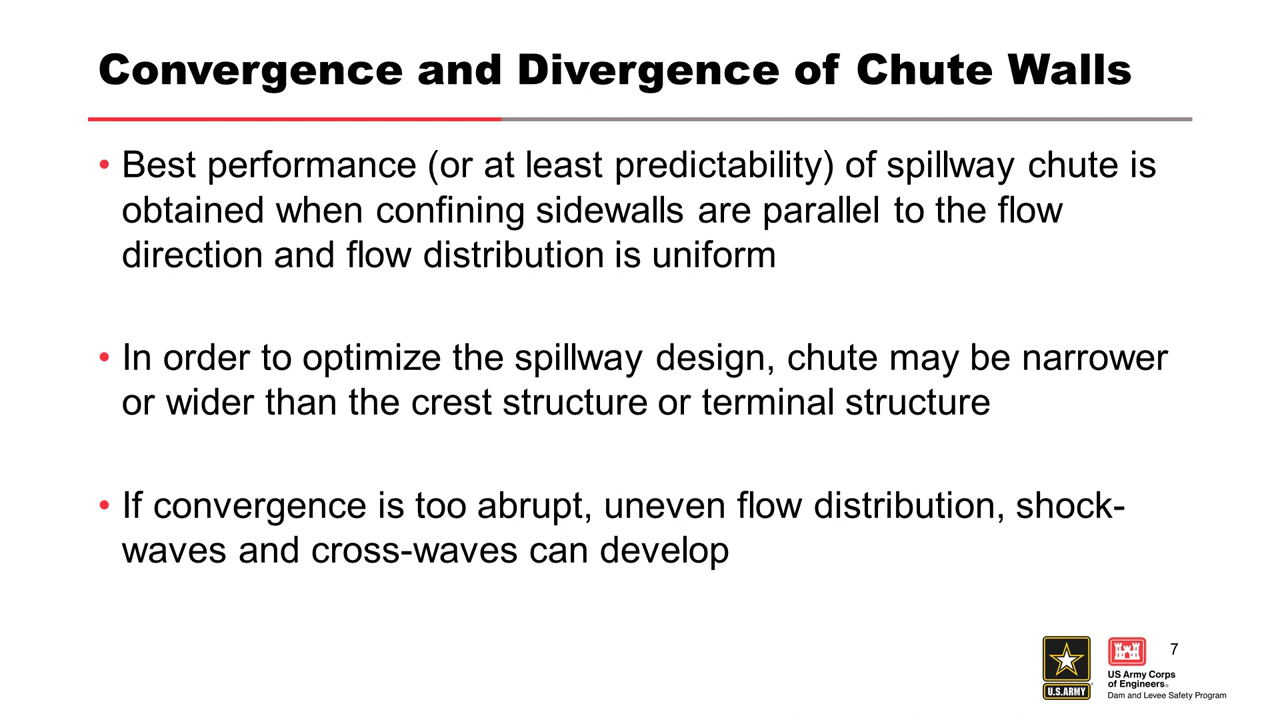 Convergence and Divergence of Chute Walls
• Best performance (or at least predictability) of spillway chute is
obtained when confining sidewalls are parallel to the flow
direction and flow distribution is uniform
• In order to optimize the spillway design, chute may be narrower
or wider than the crest structure or terminal structure
• If convergence is too abrupt, uneven flow distribution, shock-
waves and cross-waves can develop
7
U.S.ARMY
US Army Corps
of Engineers®
Dam and Levee Safety Program